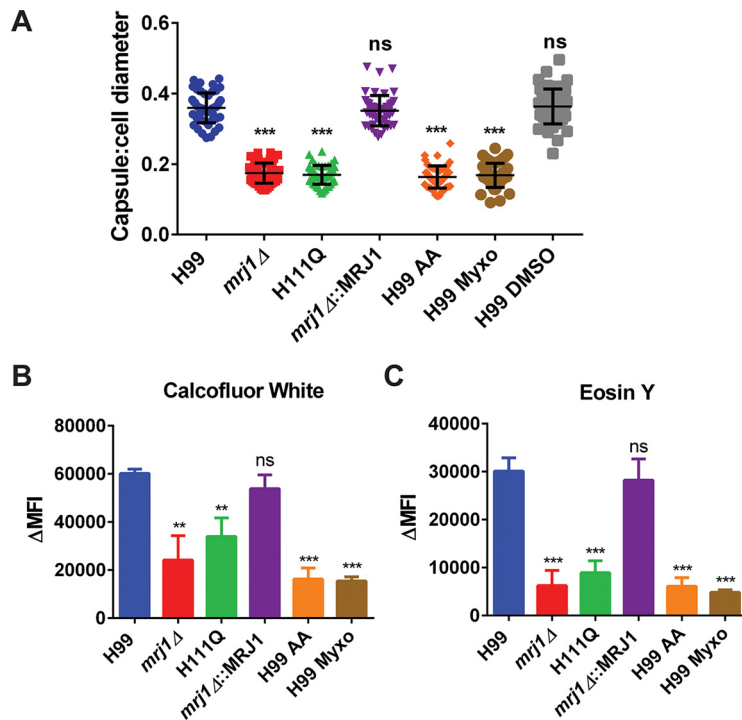 A
Capsule:cell diameter
0.6
0.4
0.2
0.0
***
***
ns
***
***
ns
H99
mrj1Δ
H111Q
mrj1Δ::MRJ1
H99 AA
H99 Myxo
H99 DMSO
B
Calcofluor White
ΔMFI
80000
60000
40000
20000
0
**
**
ns
***
***
H99
mrj1Δ
H111Q
mrj1Δ::MRJ1
H99 AA
H99 Myxo
C
Eosin Y
ΔMFI
40000
30000
20000
10000
0
***
***
ns
***
***
H99
mrj1Δ
H111Q
mrj1Δ::MRJ1
H99 AA
H99 Myxo